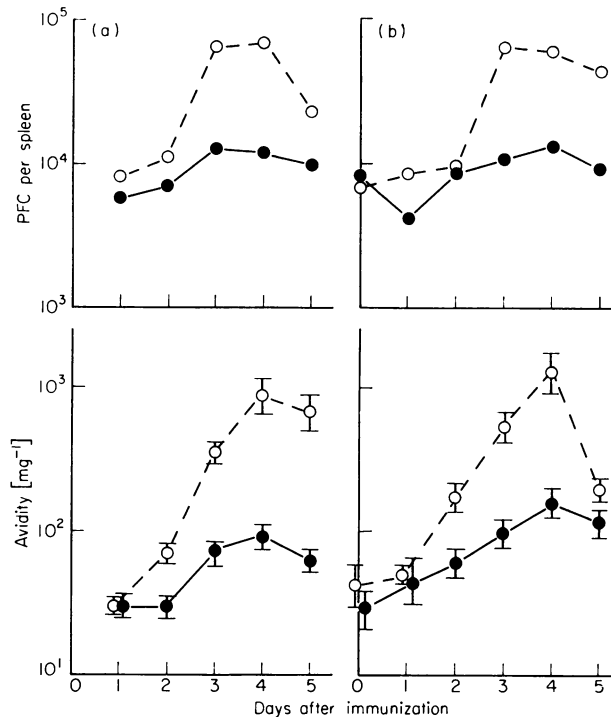 10^5
(a)
(b)
PFC per spleen
10^4
10^3
10^3
Avidity [mg^-1]
10^2
10^1
0 1 2 3 4 5 0 1 2 3 4 5
Days after immunization